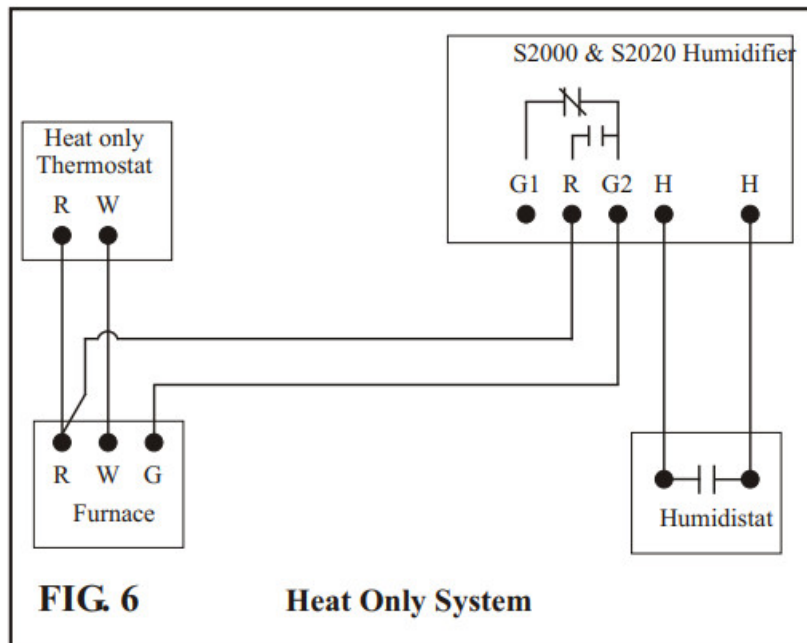 S2000 & S2020 Humidifier
Heat only
Thermostat
R W
G1 R G2 H H
R W G
Furnace
Humidistat
FIG. 6 Heat Only System